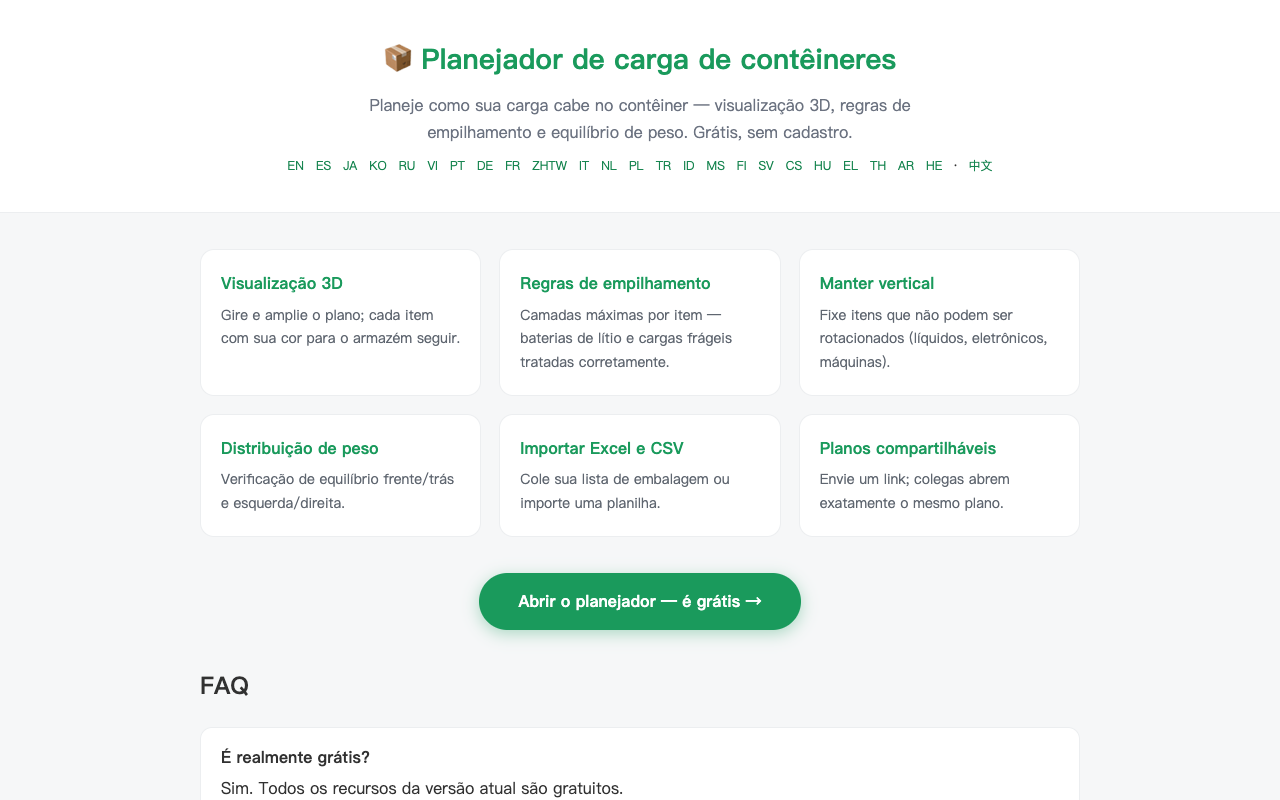 📦 Planejador de carga de contêineres
Planeje como sua carga cabe no contêiner — visualização 3D, regras de
empilhamento e equilíbrio de peso. Grátis, sem cadastro.
EN ES JA KO RU VI PT DE FR ZHTW IT NL PL TR ID MS FI SV CS HU EL TH AR HE · 中文
Visualização 3D
Gire e amplie o plano; cada item
com sua cor para o armazém seguir.
Regras de empilhamento
Camadas máximas por item —
baterias de lítio e cargas frágeis
tratadas corretamente.
Manter vertical
Fixe itens que não podem ser
rotacionados (líquidos, eletrônicos,
máquinas).
Distribuição de peso
Verificação de equilíbrio frente/trás
e esquerda/direita.
Importar Excel e CSV
Cole sua lista de embalagem ou
importe uma planilha.
Planos compartilháveis
Envie um link; colegas abrem
exatamente o mesmo plano.
Abrir o planejador — é grátis →
FAQ
É realmente grátis?
Sim. Todos os recursos da versão atual são gratuitos.